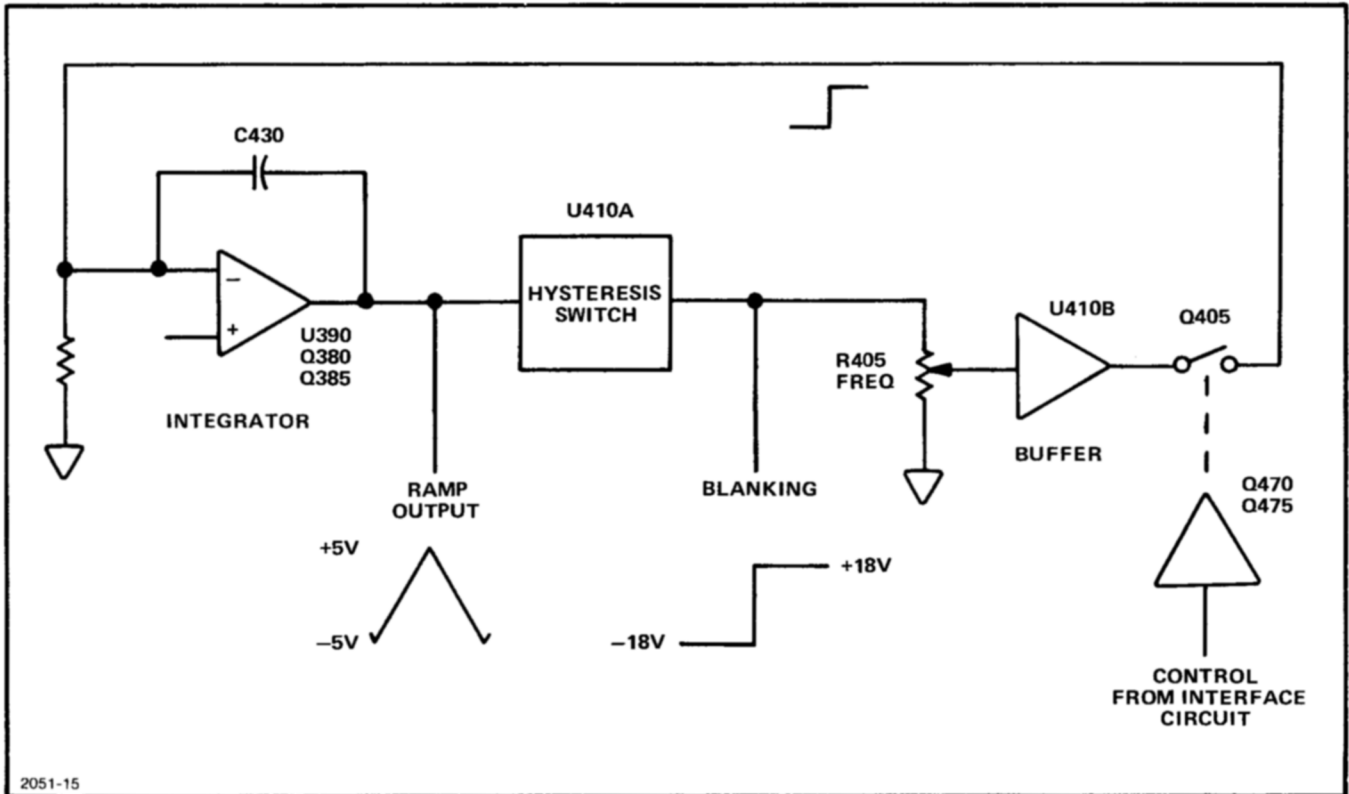 C430
U410A
HYSTERESIS
SWITCH
−
+
U390
Q380
Q385
INTEGRATOR
RAMP
OUTPUT
+5V
−5V
BLANKING
+18V
−18V
R405
FREQ
U410B
BUFFER
Q405
Q470
Q475
CONTROL
FROM INTERFACE
CIRCUIT
2051-15